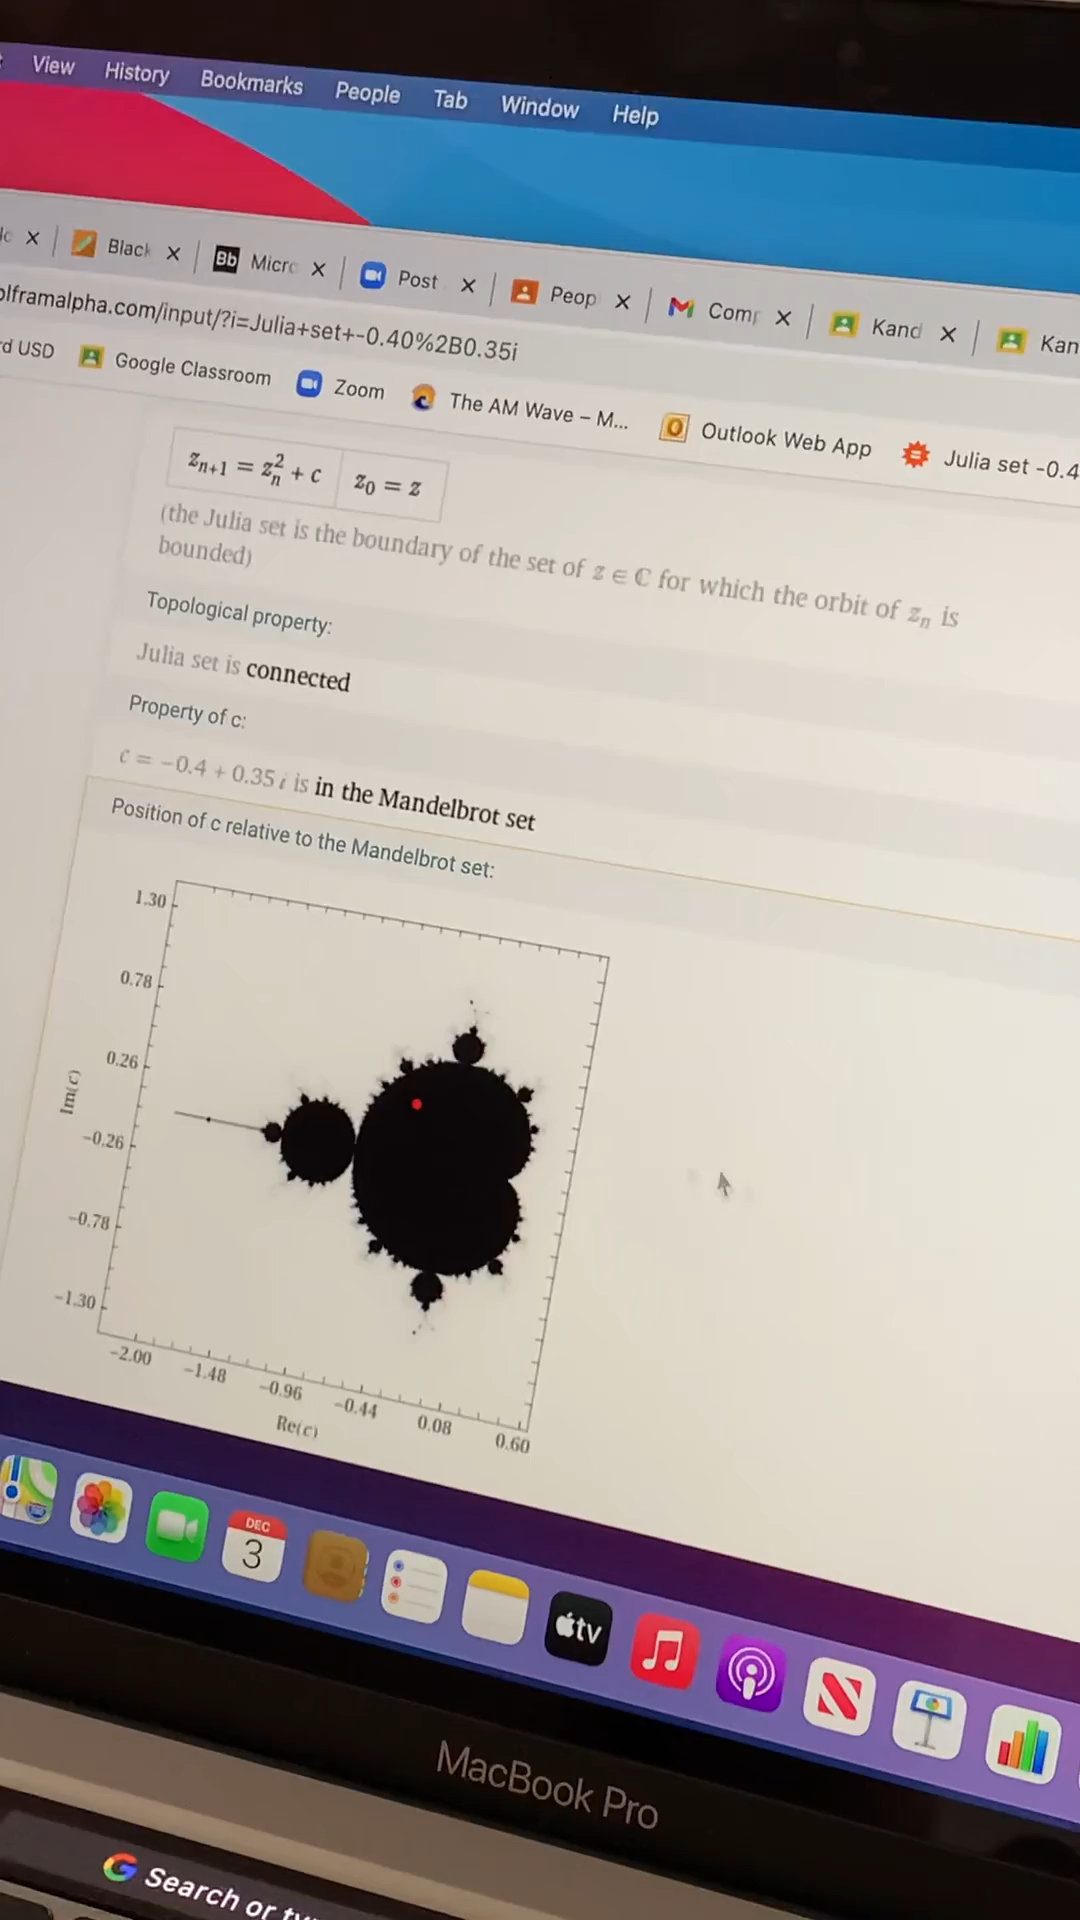 View History Bookmarks People Tab Window Help
Black Bb Micro Post Peop Com Kand Kan
olframalpha.com/input/?i=Julia+set+-0.40%2B0.35i
rd USD Google Classroom Zoom The AM Wave – M... Outlook Web App Julia set -0.4
zₙ₊₁ = zₙ² + c z₀ = z
(the Julia set is the boundary of the set of z ∈ ℂ for which the orbit of zₙ is
bounded)
Topological property:
Julia set is connected
Property of c:
c = −0.4 + 0.35 i is in the Mandelbrot set
Position of c relative to the Mandelbrot set:
1.30
0.78
0.26
−0.26
−0.78
−1.30
Im(c)
−2.00 −1.48 −0.96 −0.44 0.08 0.60
Re(c)
DEC
3
tv
MacBook Pro
G Search or ty